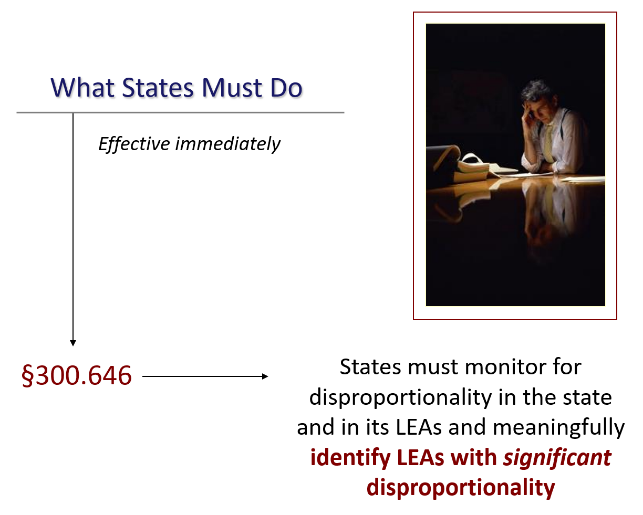 What States Must Do
Effective immediately
§300.646
States must monitor for
disproportionality in the state
and in its LEAs and meaningfully
identify LEAs with significant
disproportionality